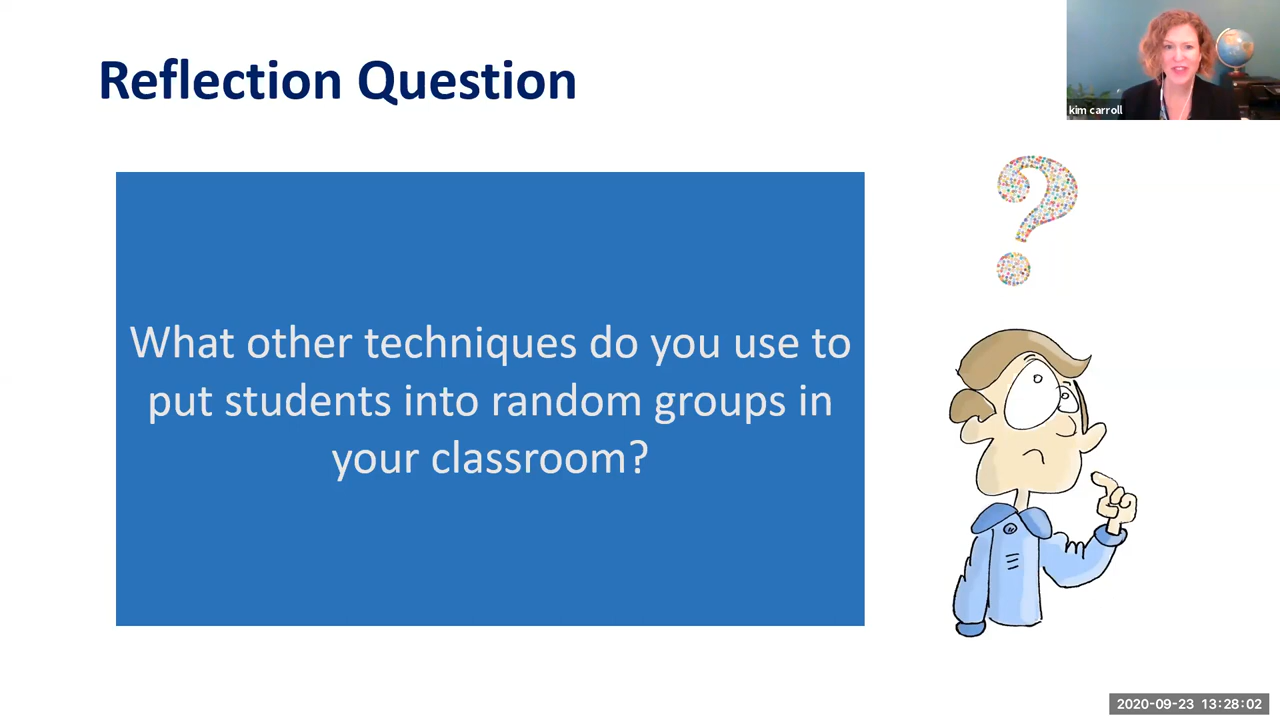 Reflection Question
kim carroll
What other techniques do you use to
put students into random groups in
your classroom?
2020-09-23 13:28:02